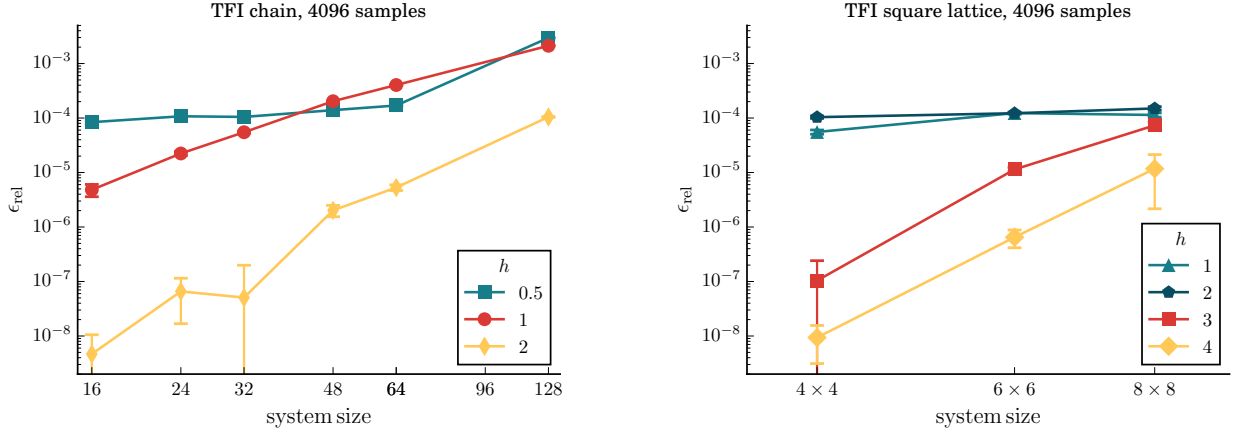 TFI chain, 4096 samples
10⁻³
10⁻⁴
10⁻⁵
10⁻⁶
10⁻⁷
10⁻⁸
ϵ_rel
16 24 32 48 64 96 128
system size
h
0.5
1
2
TFI square lattice, 4096 samples
10⁻³
10⁻⁴
10⁻⁵
10⁻⁶
10⁻⁷
10⁻⁸
ϵ_rel
4 × 4 6 × 6 8 × 8
system size
h
1
2
3
4